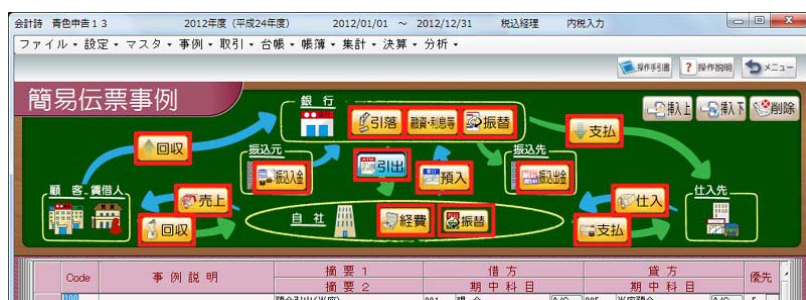 会計詩 青色申告13 2012年度(平成24年度) 2012/01/01 ~ 2012/12/31 税込経理 内税入力
ファイル・設定・マスタ・事例・取引・台帳・帳簿・集計・決算・分析・
操作手引書 ? 操作説明 メニュー
簡易伝票事例
銀 行
挿入上 挿入下 削除
引落 融資・利息等 振替
支払
回収
振込元
振込先
振込入金 引出 預入 振込出金
顧 客・賃借人
仕入先
売上 仕入
自 社
経費 振替
回収 支払
Code 事 例 説 明 摘 要 1 借 方 貸 方 優先
摘 要 2 期 中 科 目 期 中 科 目